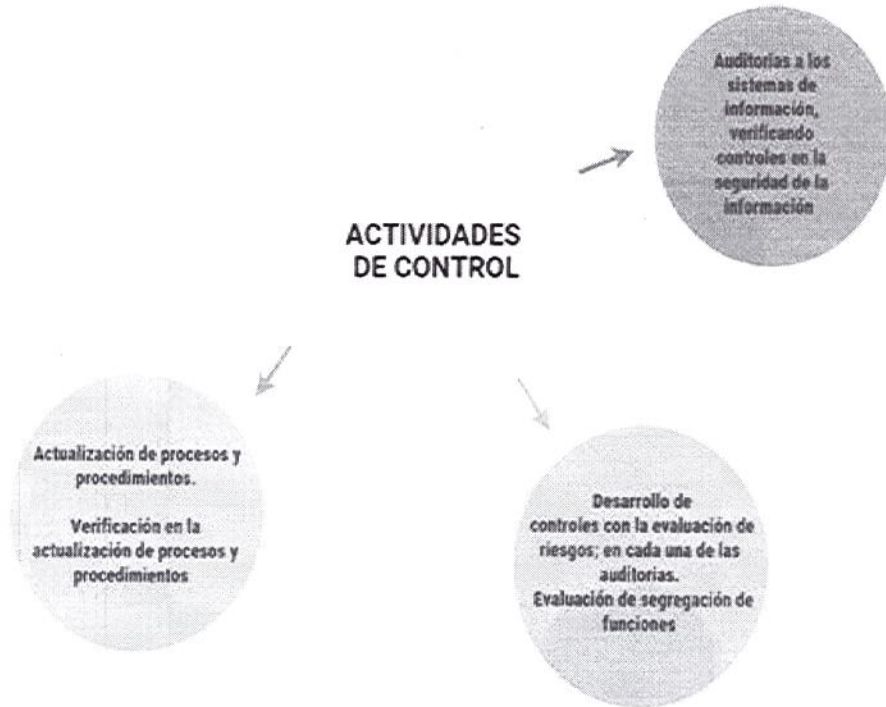 Auditorias a los
sistemas de
información,
verificando
controles en la
seguridad de la
información
ACTIVIDADES
DE CONTROL
Actualización de procesos y
procedimientos.
Verificación en la
actualización de procesos y
procedimientos
Desarrollo de
controles con la evaluación de
riesgos; en cada una de las
auditorias.
Evaluación de segregación de
funciones